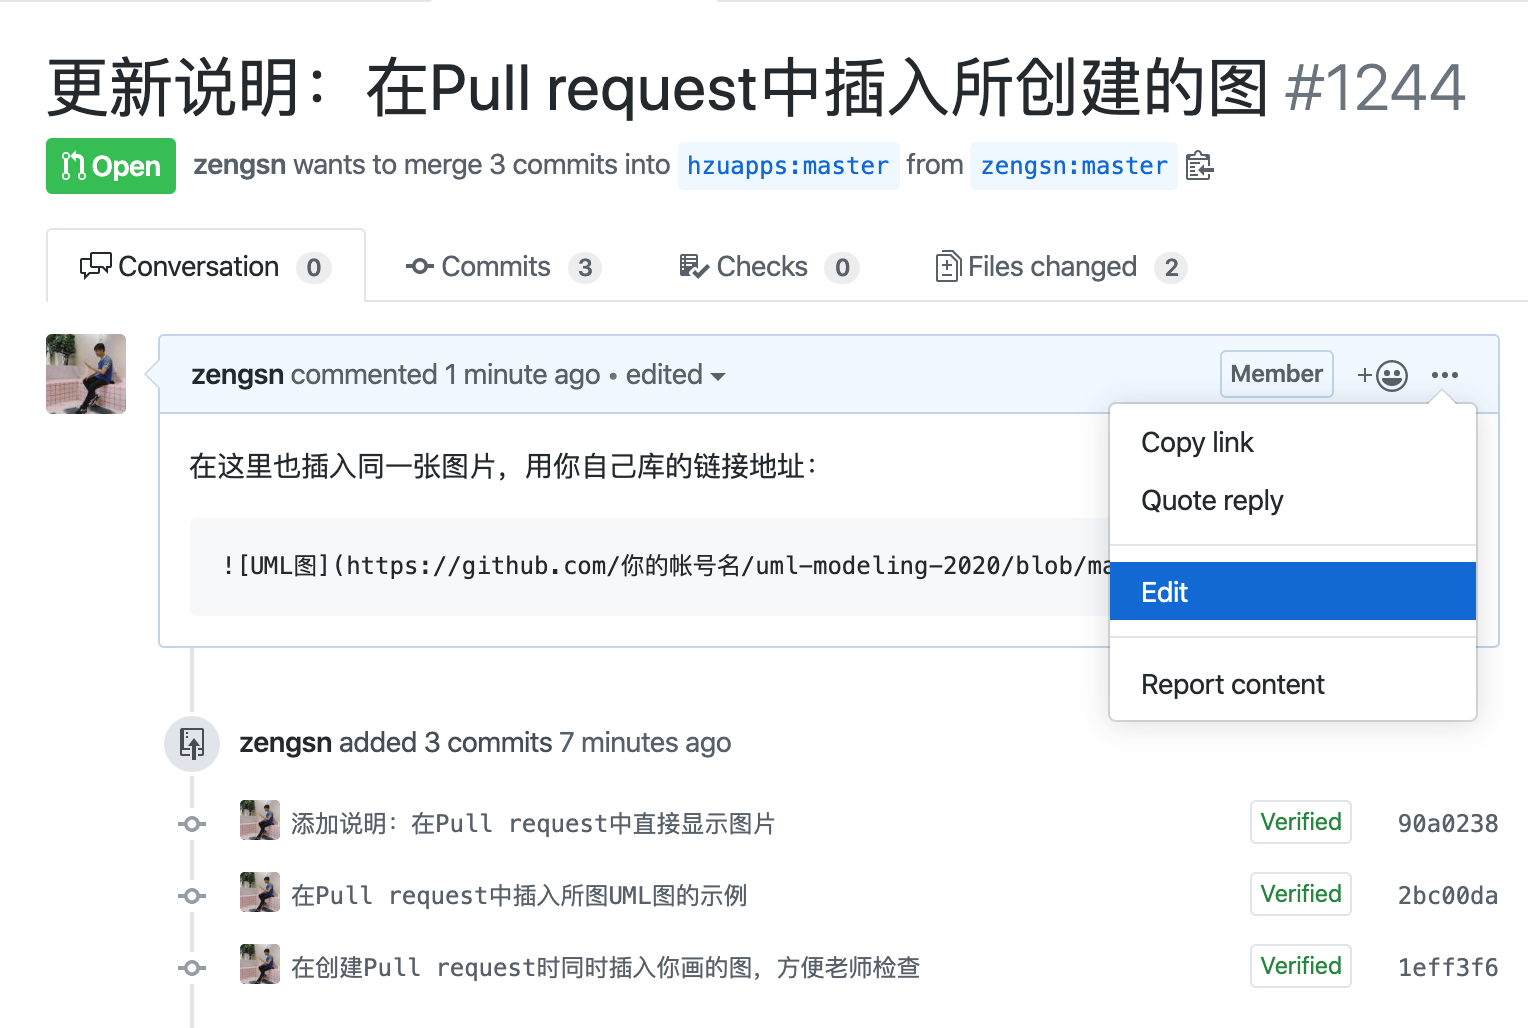 更新说明：在Pull request中插入所创建的图 #1244
Open zengsn wants to merge 3 commits into hzuapps:master from zengsn:master
Conversation 0 Commits 3 Checks 0 Files changed 2
zengsn commented 1 minute ago • edited Member
Copy link
在这里也插入同一张图片，用你自己库的链接地址：
Quote reply
![UML图](https://github.com/你的帐号名/uml-modeling-2020/blob/ma
Edit
Report content
zengsn added 3 commits 7 minutes ago
添加说明：在Pull request中直接显示图片 Verified 90a0238
在Pull request中插入所图UML图的示例 Verified 2bc00da
在创建Pull request时同时插入你画的图，方便老师检查 Verified 1eff3f6